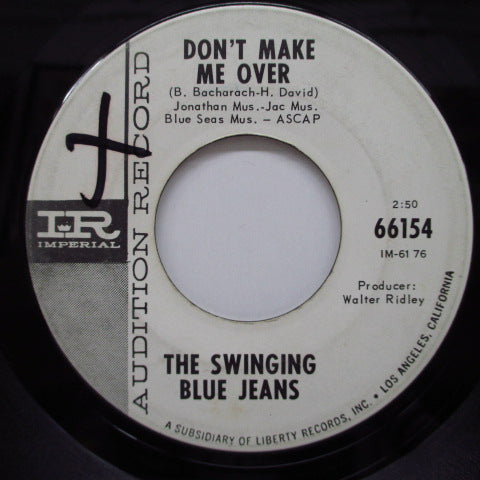 DON'T MAKE
ME OVER
(B. Bacharach-H. David)
Jonathan Mus.-Jac Mus.
Blue Seas Mus. – ASCAP
AUDITION RECORD
IR
IMPERIAL
2:50
66154
IM-61 76
Producer:
Walter Ridley
THE SWINGING
BLUE JEANS
A SUBSIDIARY OF LIBERTY RECORDS, INC. • LOS ANGELES, CALIFORNIA